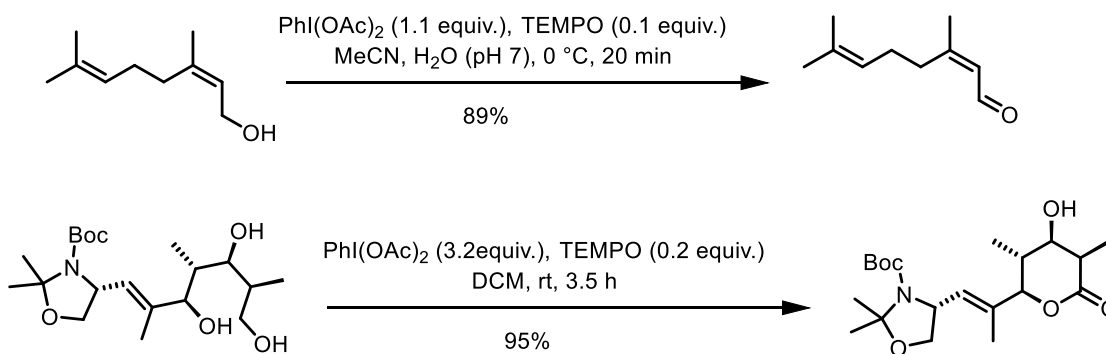 PhI(OAc)2 (1.1 equiv.), TEMPO (0.1 equiv.)
MeCN, H2O (pH 7), 0 °C, 20 min
89%
OH
O
PhI(OAc)2 (3.2equiv.), TEMPO (0.2 equiv.)
DCM, rt, 3.5 h
95%
Boc
N
O
OH
OH
OH
OH
Boc
N
O
O
O